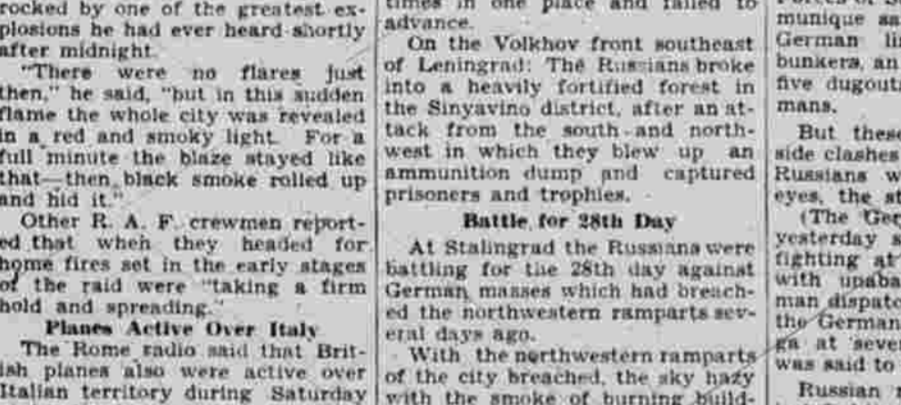 rocked by one of the greatest ex-
plosions he had ever heard shortly
after midnight.
"There were no flares just
then," he said, "but in this sudden
flame the whole city was revealed
in a red and smoky light. For a
full minute the blaze stayed like
that—then black smoke rolled up
and hid it."
Other R. A. F. crewmen report-
ed that when they headed for
home fires set in the early stages
of the raid were "taking a firm
hold and spreading."
Planes Active Over Italy
The Rome radio said that Brit-
ish planes also were active over
Italian territory during Saturday
times in one place and failed to
advance.
On the Volkhov front southeast
of Leningrad: The Russians broke
into a heavily fortified forest in
the Sinyavino district, after an at-
tack from the south and north-
west in which they blew up an
ammunition dump and captured
prisoners and trophies.
Battle for 28th Day
At Stalingrad the Russians were
battling for the 28th day against
German masses which had breach-
ed the northwestern ramparts sev-
eral days ago.
With the northwestern ramparts
of the city breached, the sky hazy
with the smoke of burning build-
munique sa
German li
bunkers, an
five dugout
mans.
But these
side clashes
Russians w
eyes, the st
(The Ger
yesterday s
fighting at
with upaba
man dispatc
the German
ga at seve
was said to
Russian